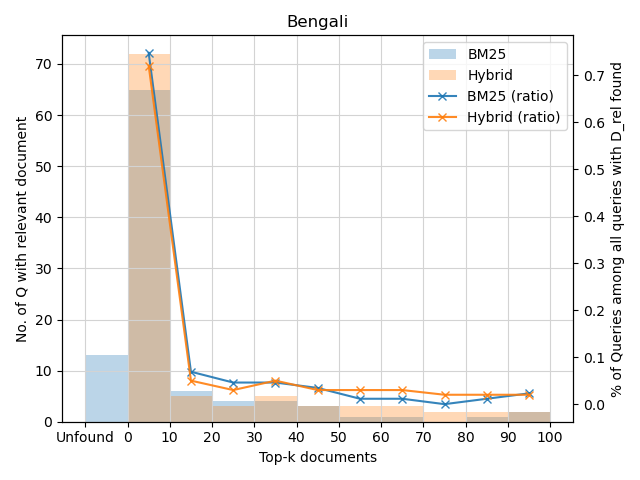 Bengali
BM25
Hybrid
BM25 (ratio)
Hybrid (ratio)
No. of Q with relevant document
70
60
50
40
30
20
10
0
% of Queries among all queries with D_rel found
0.7
0.6
0.5
0.4
0.3
0.2
0.1
0.0
Unfound 0 10 20 30 40 50 60 70 80 90 100
Top-k documents